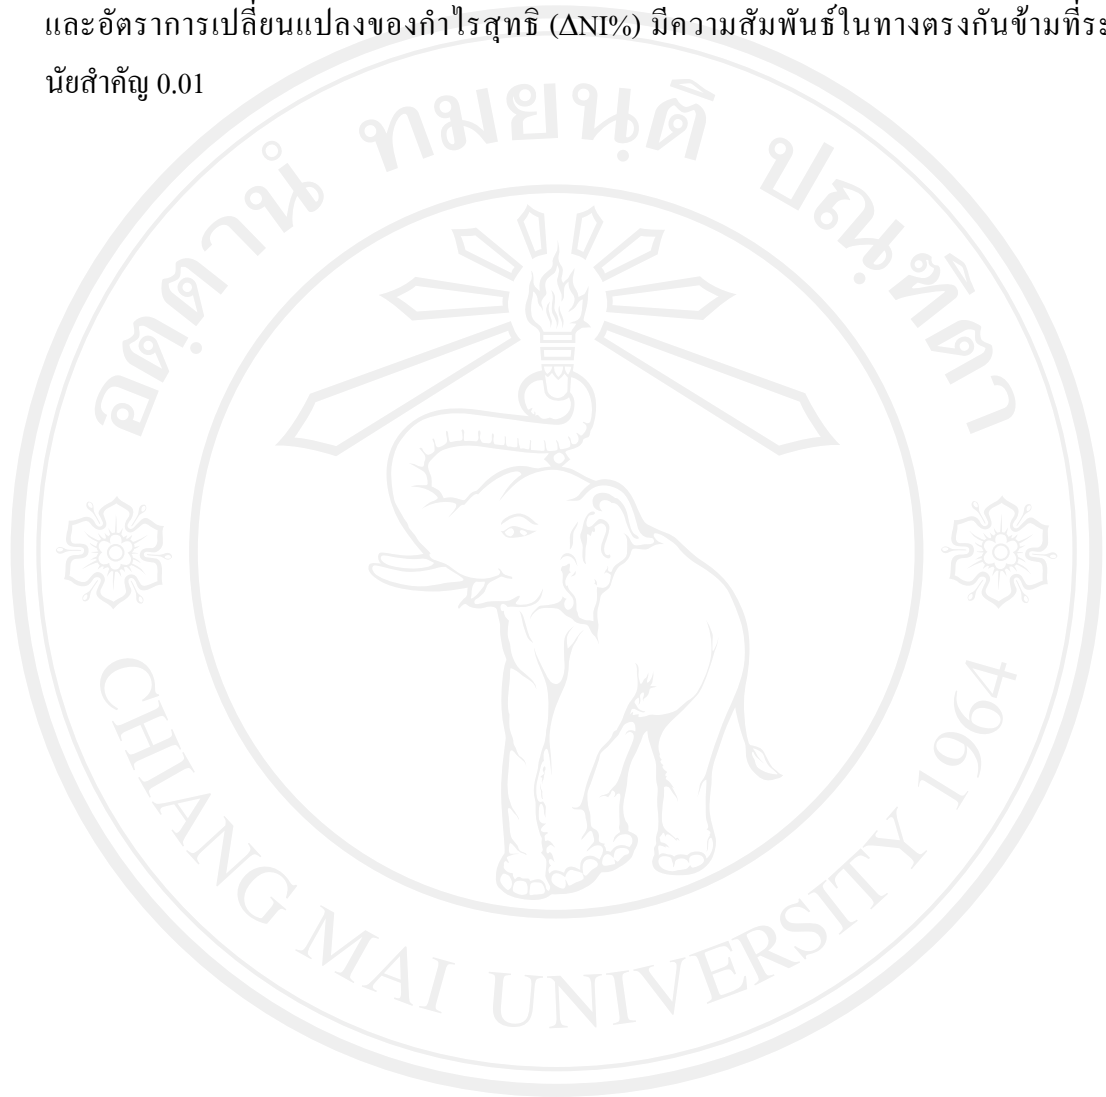 และอัตราการเปลี่ยนแปลงของกำไรสุทธิ (ΔNI%) มีความสัมพันธ์ในทางตรงกันข้ามที่ระ
นัยสำคัญ 0.01
อตฺตานํ ทมยนฺติ ปณฺฑิตา
CHIANG MAI UNIVERSITY 1964